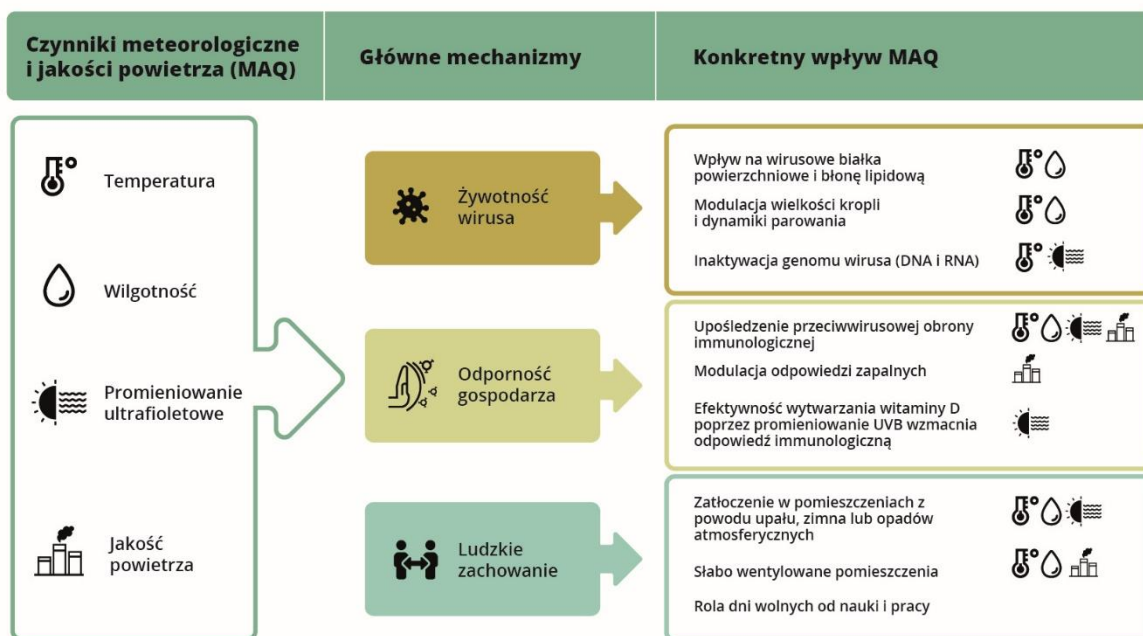 Czynniki meteorologiczne
i jakości powietrza (MAQ)
Główne mechanizmy
Konkretny wpływ MAQ
Temperatura
Wilgotność
Promieniowanie
ultrafioletowe
Jakość
powietrza
Żywotność
wirusa
Odporność
gospodarza
Ludzkie
zachowanie
Wpływ na wirusowe białka
powierzchniowe i błonę lipidową
Modulacja wielkości kropli
i dynamiki parowania
Inaktywacja genomu wirusa (DNA i RNA)
Upośledzenie przeciwwirusowej obrony
immunologicznej
Modulacja odpowiedzi zapalnych
Efektywność wytwarzania witaminy D
poprzez promieniowanie UVB wzmacnia
odpowiedź immunologiczną
Zatłoczenie w pomieszczeniach z
powodu upału, zimna lub opadów
atmosferycznych
Słabo wentylowane pomieszczenia
Rola dni wolnych od nauki i pracy